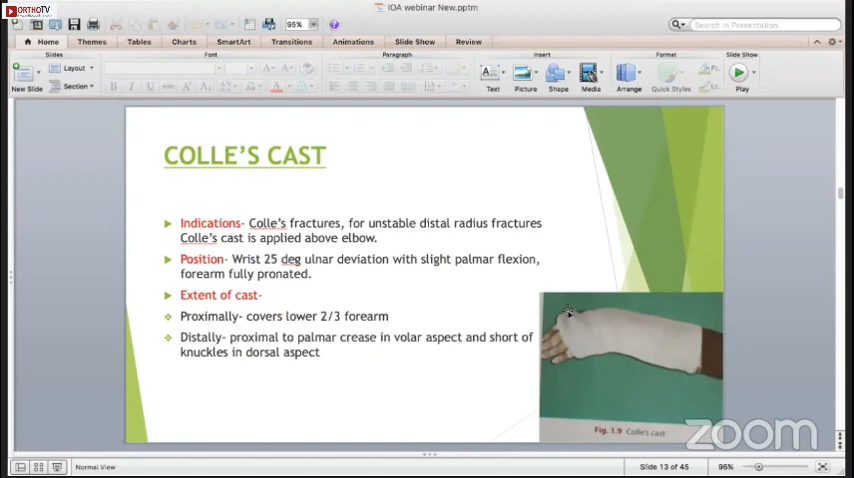 ORTHOTV
IOA webinar New.pptm
95%
Search in Presentation
Home Themes Tables Charts SmartArt Transitions Animations Slide Show Review
Slides Font Paragraph Insert Format Slide Show
New Slide Layout Section Text Picture Shape Media Arrange Quick Styles Play
COLLE'S CAST
Indications- Colle's fractures, for unstable distal radius fractures
Colle's cast is applied above elbow.
Position- Wrist 25 deg ulnar deviation with slight palmar flexion,
forearm fully pronated.
Extent of cast-
Proximally- covers lower 2/3 forearm
Distally- proximal to palmar crease in volar aspect and short of
knuckles in dorsal aspect
Fig. 1.9 Colle's cast
zoom
Normal View Slide 13 of 45 95%